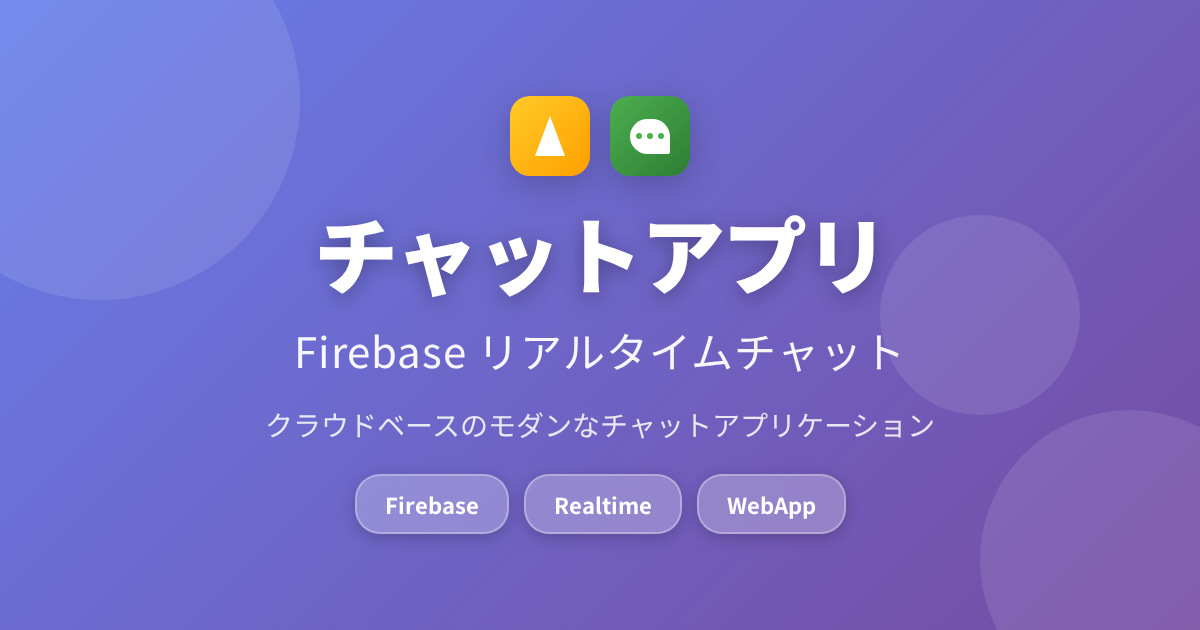 チャットアプリ
Firebase リアルタイムチャット
クラウドベースのモダンなチャットアプリケーション
Firebase Realtime WebApp